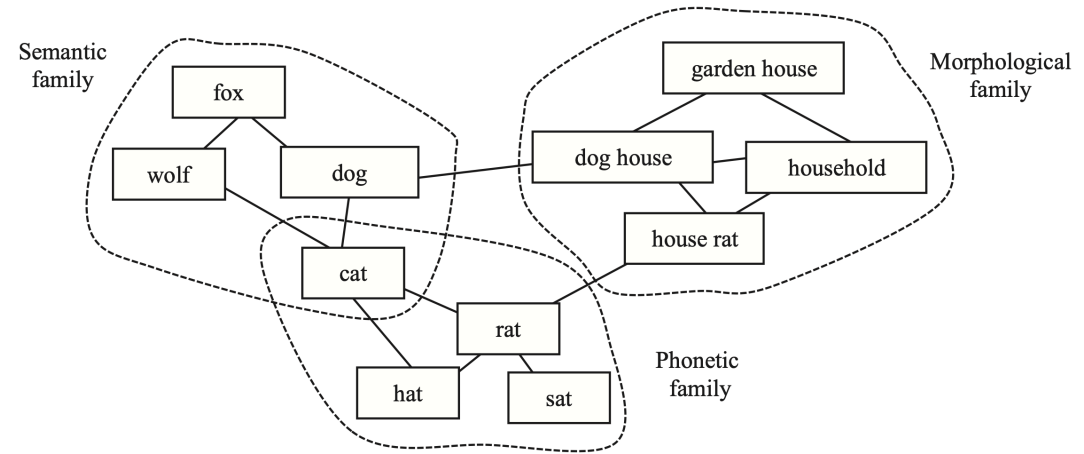 Semantic
family
fox
wolf
dog
cat
Morphological
family
garden house
dog house
household
house rat
rat
hat
sat
Phonetic
family